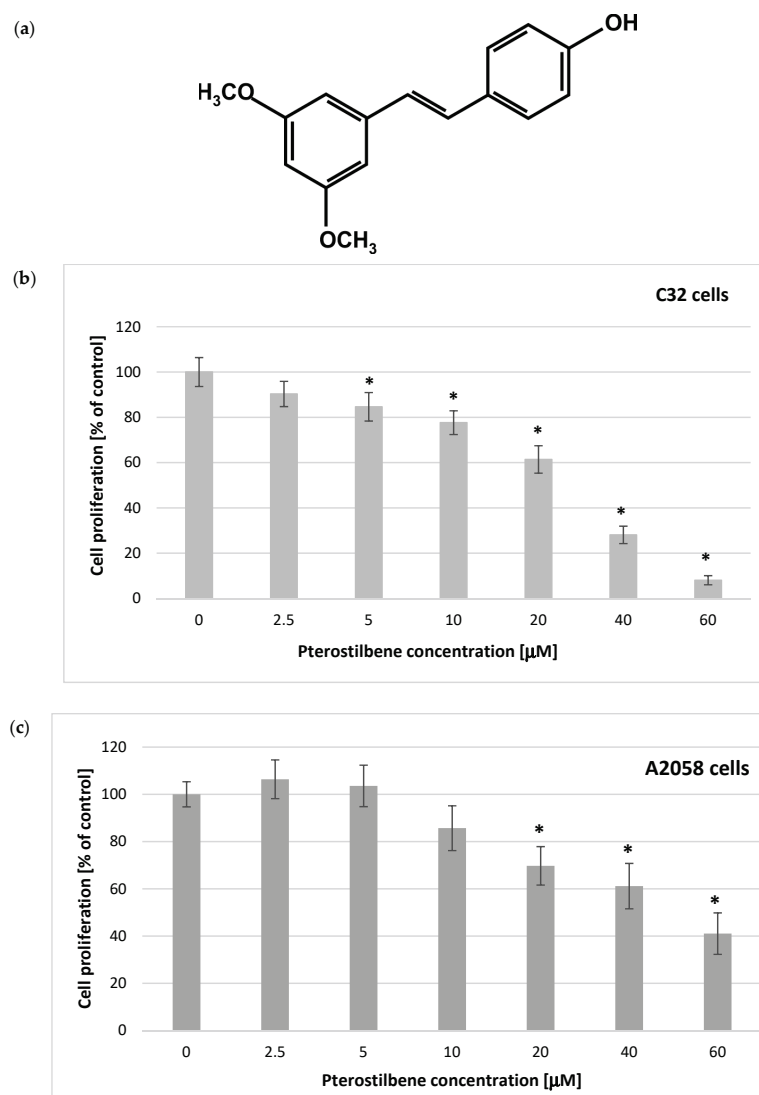 (a)
OH
H₃CO
OCH₃
(b)
C32 cells
Cell proliferation [% of control]
120
100
80
60
40
20
0
*
*
*
*
*
0 2.5 5 10 20 40 60
Pterostilbene concentration [µM]
(c)
A2058 cells
Cell proliferation [% of control]
120
100
80
60
40
20
0
*
*
*
0 2.5 5 10 20 40 60
Pterostilbene concentration [µM]